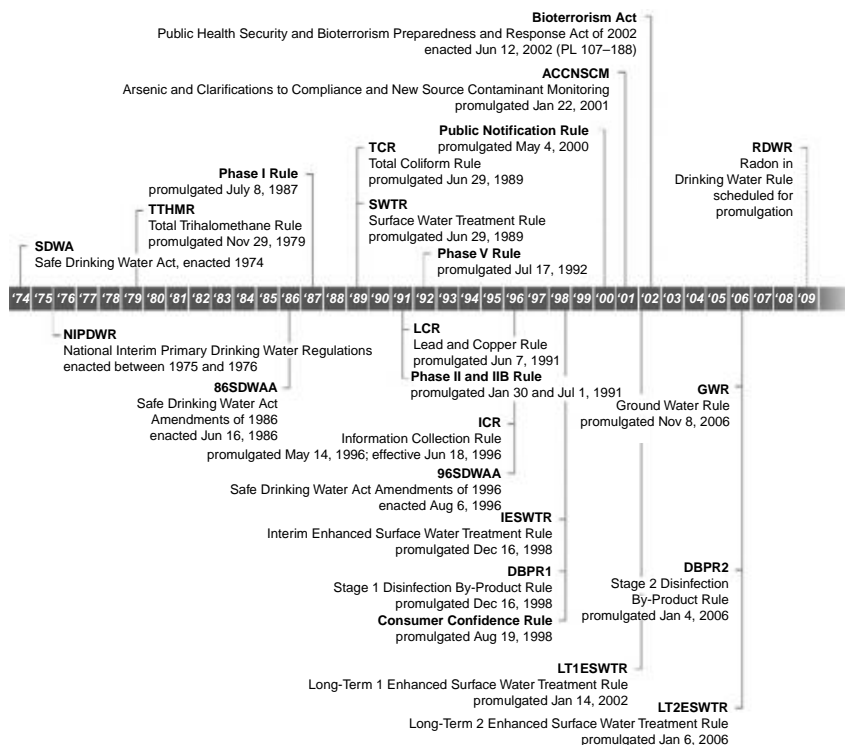 Bioterrorism Act
Public Health Security and Bioterrorism Preparedness and Response Act of 2002
enacted Jun 12, 2002 (PL 107–188)
ACCNSCM
Arsenic and Clarifications to Compliance and New Source Contaminant Monitoring
promulgated Jan 22, 2001
Public Notification Rule
promulgated May 4, 2000
TCR
Total Coliform Rule
promulgated Jun 29, 1989
RDWR
Radon in
Drinking Water Rule
scheduled for
promulgation
Phase I Rule
promulgated July 8, 1987
TTHMR
Total Trihalomethane Rule
promulgated Nov 29, 1979
SWTR
Surface Water Treatment Rule
promulgated Jun 29, 1989
SDWA
Safe Drinking Water Act, enacted 1974
Phase V Rule
promulgated Jul 17, 1992
‘74 ‘75 ‘76 ‘77 ‘78 ‘79 ‘80 ‘81 ‘82 ‘83 ‘84 ‘85 ‘86 ‘87 ‘88 ‘89 ‘90 ‘91 ‘92 ‘93 ‘94 ‘95 ‘96 ‘97 ‘98 ‘99 ‘00 ‘01 ‘02 ‘03 ‘04 ‘05 ‘06 ‘07 ‘08 ‘09
NIPDWR
National Interim Primary Drinking Water Regulations
enacted between 1975 and 1976
LCR
Lead and Copper Rule
promulgated Jun 7, 1991
Phase II and IIB Rule
promulgated Jan 30 and Jul 1, 1991
86SDWAA
Safe Drinking Water Act
Amendments of 1986
enacted Jun 16, 1986
GWR
Ground Water Rule
promulgated Nov 8, 2006
ICR
Information Collection Rule
promulgated May 14, 1996; effective Jun 18, 1996
96SDWAA
Safe Drinking Water Act Amendments of 1996
enacted Aug 6, 1996
IESWTR
Interim Enhanced Surface Water Treatment Rule
promulgated Dec 16, 1998
DBPR1
Stage 1 Disinfection By-Product Rule
promulgated Dec 16, 1998
Consumer Confidence Rule
promulgated Aug 19, 1998
DBPR2
Stage 2 Disinfection
By-Product Rule
promulgated Jan 4, 2006
LT1ESWTR
Long-Term 1 Enhanced Surface Water Treatment Rule
promulgated Jan 14, 2002
LT2ESWTR
Long-Term 2 Enhanced Surface Water Treatment Rule
promulgated Jan 6, 2006